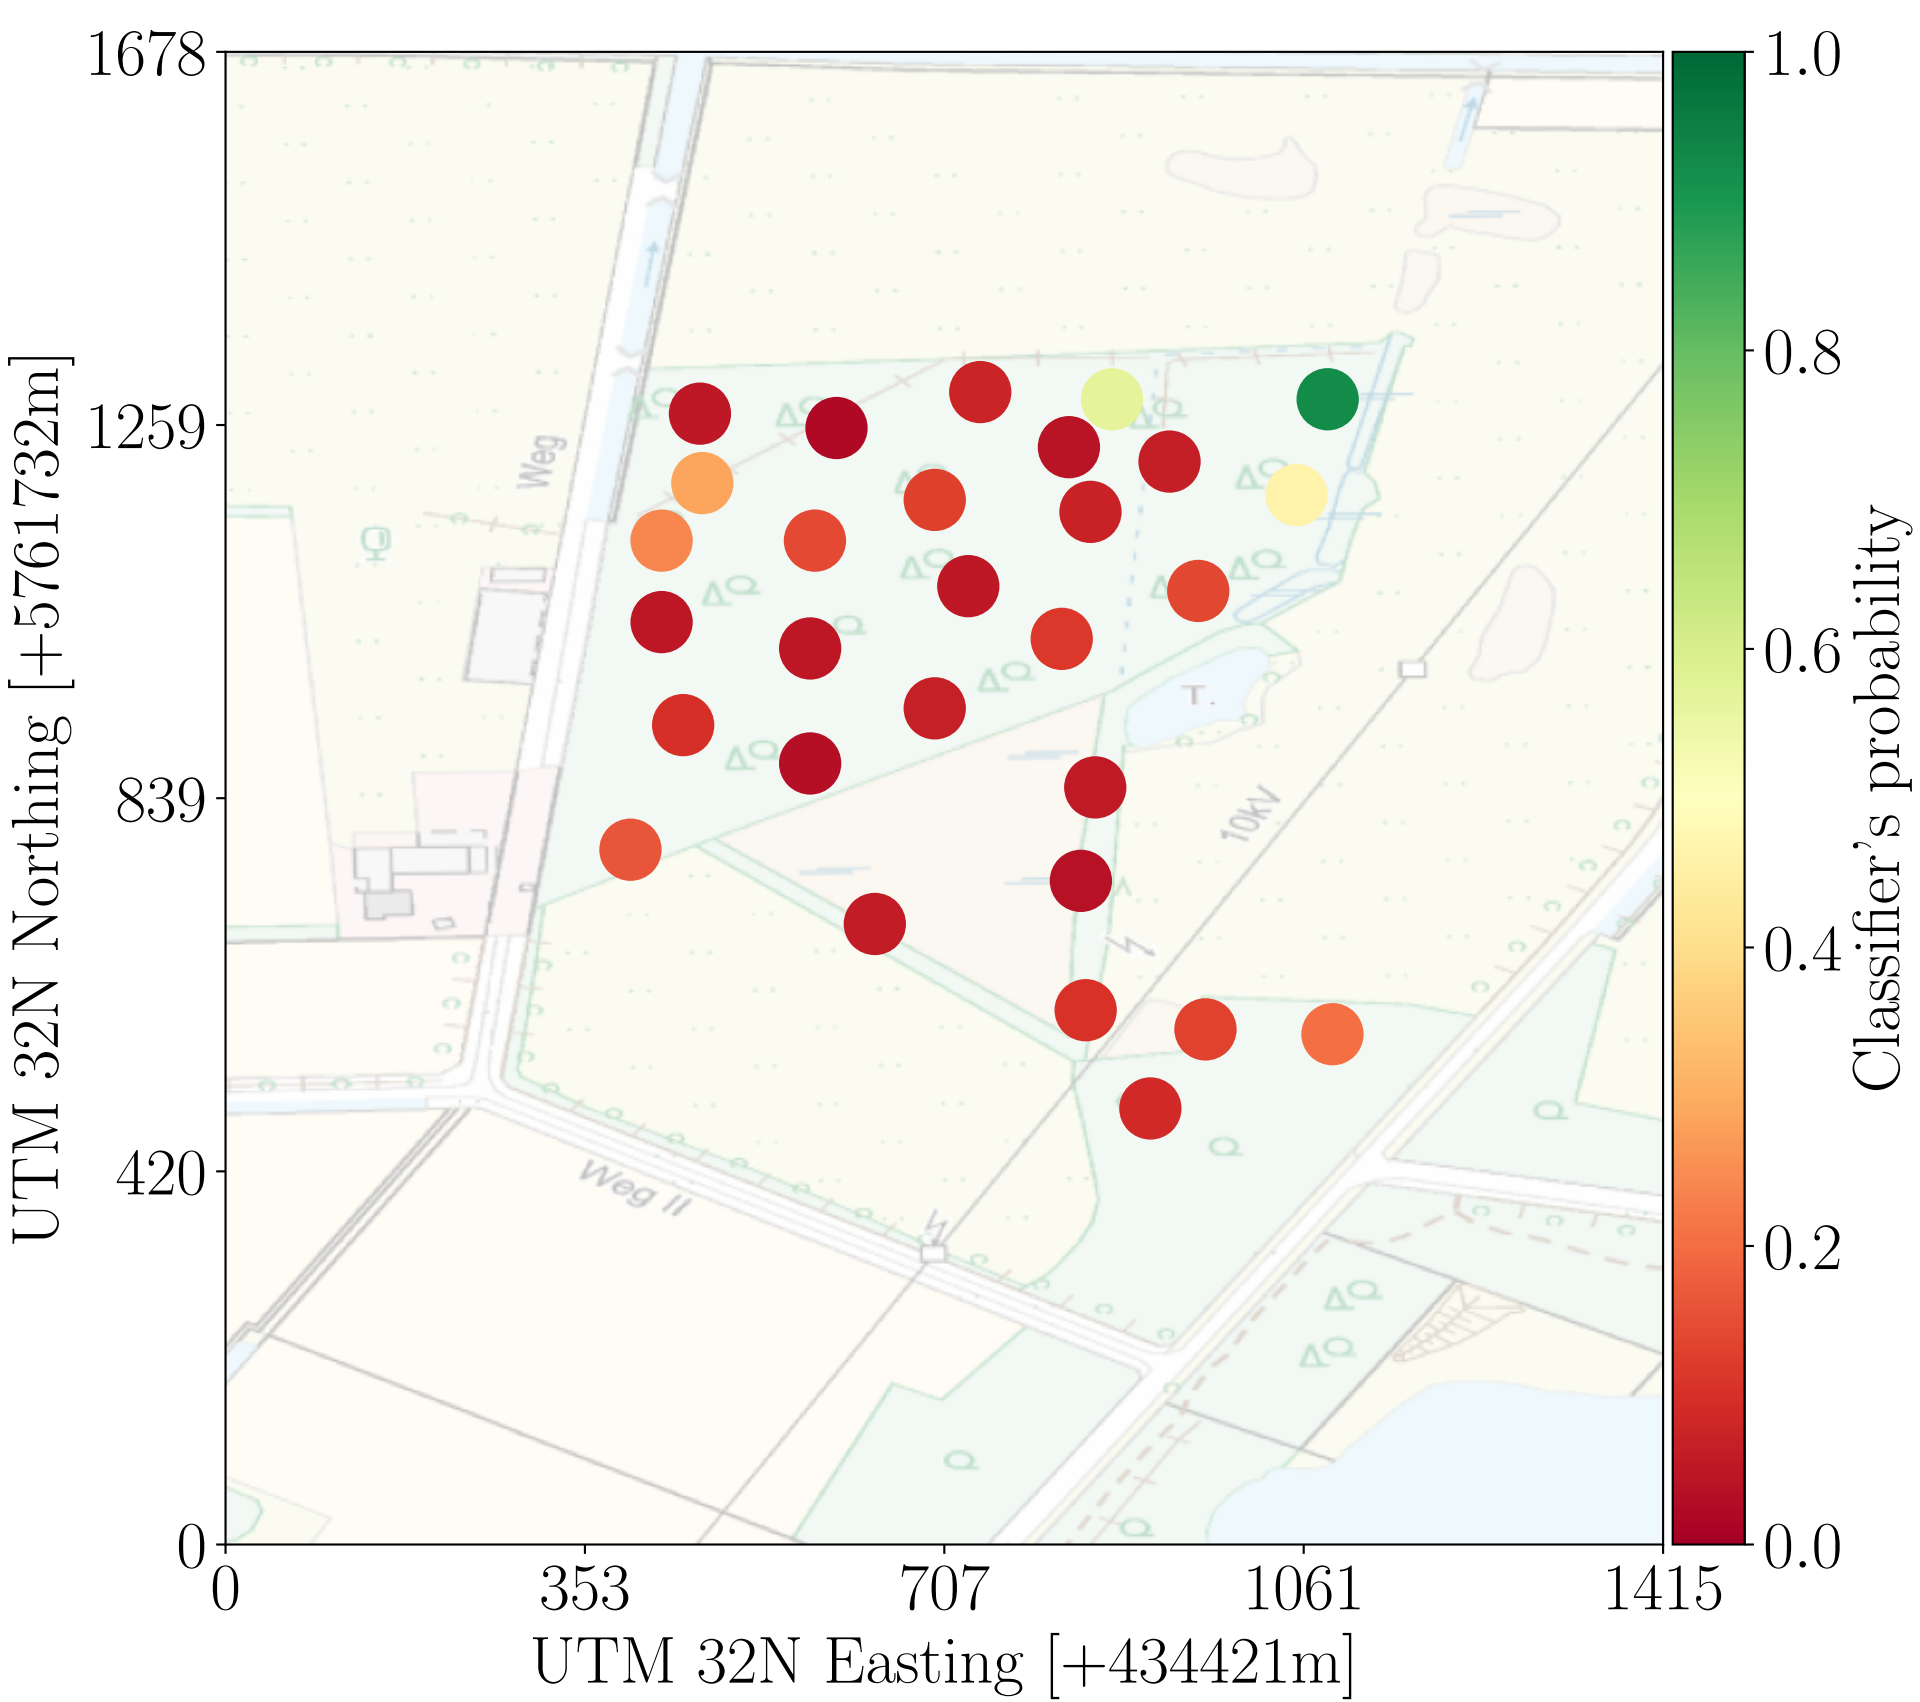 1678
1259
839
420
0
UTM 32N Northing [+5761732m]
Weg
T.
10kV
Weg II
0
353
707
1061
1415
UTM 32N Easting [+434421m]
1.0
0.8
0.6
0.4
0.2
0.0
Classifier's probability